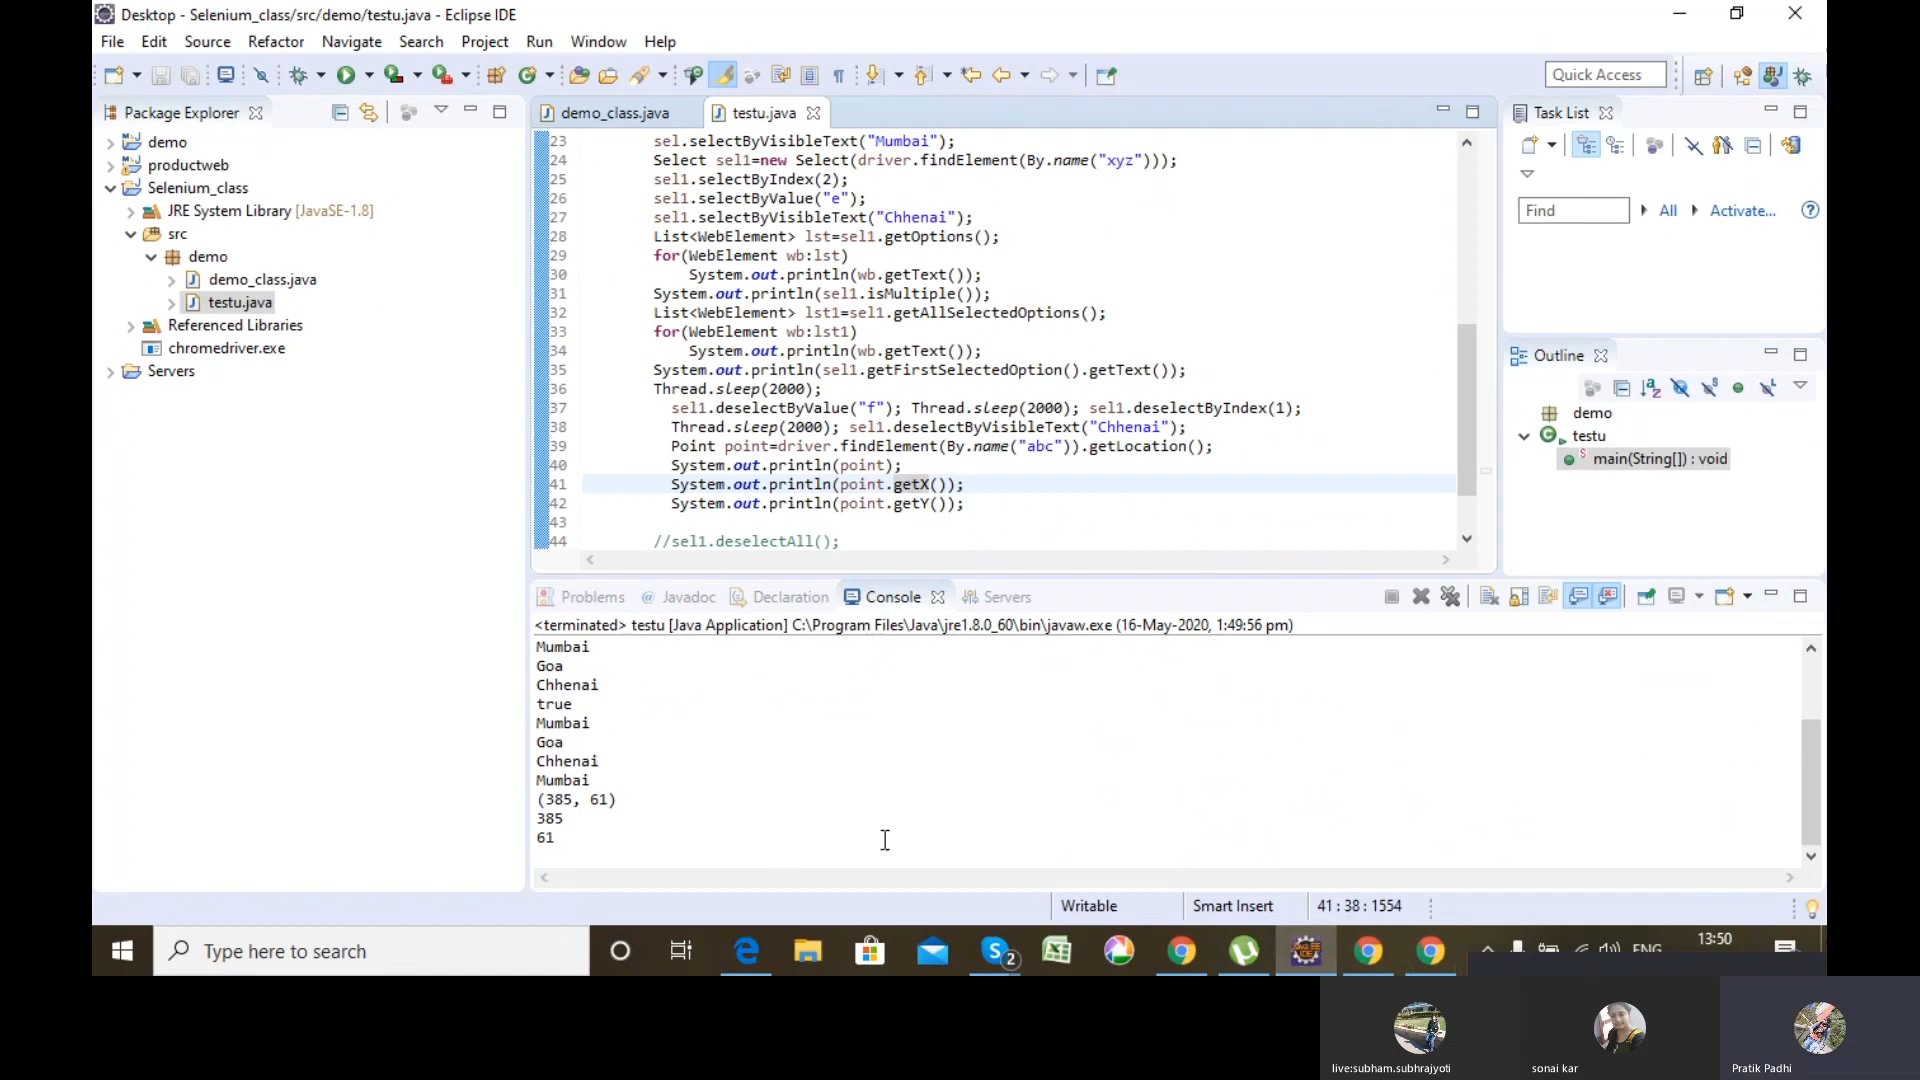 Desktop - Selenium_class/src/demo/testu.java - Eclipse IDE
File Edit Source Refactor Navigate Search Project Run Window Help
Quick Access
Package Explorer
demo
productweb
Selenium_class
JRE System Library [JavaSE-1.8]
src
demo
demo_class.java
testu.java
Referenced Libraries
chromedriver.exe
Servers
demo_class.java testu.java
23 sel.selectByVisibleText("Mumbai");
24 Select sel1=new Select(driver.findElement(By.name("xyz")));
25 sel1.selectByIndex(2);
26 sel1.selectByValue("e");
27 sel1.selectByVisibleText("Chhenai");
28 List<WebElement> lst=sel1.getOptions();
29 for(WebElement wb:lst)
30 System.out.println(wb.getText());
31 System.out.println(sel1.isMultiple());
32 List<WebElement> lst1=sel1.getAllSelectedOptions();
33 for(WebElement wb:lst1)
34 System.out.println(wb.getText());
35 System.out.println(sel1.getFirstSelectedOption().getText());
36 Thread.sleep(2000);
37 sel1.deselectByValue("f"); Thread.sleep(2000); sel1.deselectByIndex(1);
38 Thread.sleep(2000); sel1.deselectByVisibleText("Chhenai");
39 Point point=driver.findElement(By.name("abc")).getLocation();
40 System.out.println(point);
41 System.out.println(point.getX());
42 System.out.println(point.getY());
43
44 //sel1.deselectAll();
Task List
Find All Activate...
Outline
demo
testu
main(String[]) : void
Problems Javadoc Declaration Console Servers
<terminated> testu [Java Application] C:\Program Files\Java\jre1.8.0_60\bin\javaw.exe (16-May-2020, 1:49:56 pm)
Mumbai
Goa
Chhenai
true
Mumbai
Goa
Chhenai
Mumbai
(385, 61)
385
61
Writable Smart Insert 41 : 38 : 1554
Type here to search
2
ENG
13:50
live:subham.subhrajyoti sonai kar Pratik Padhi